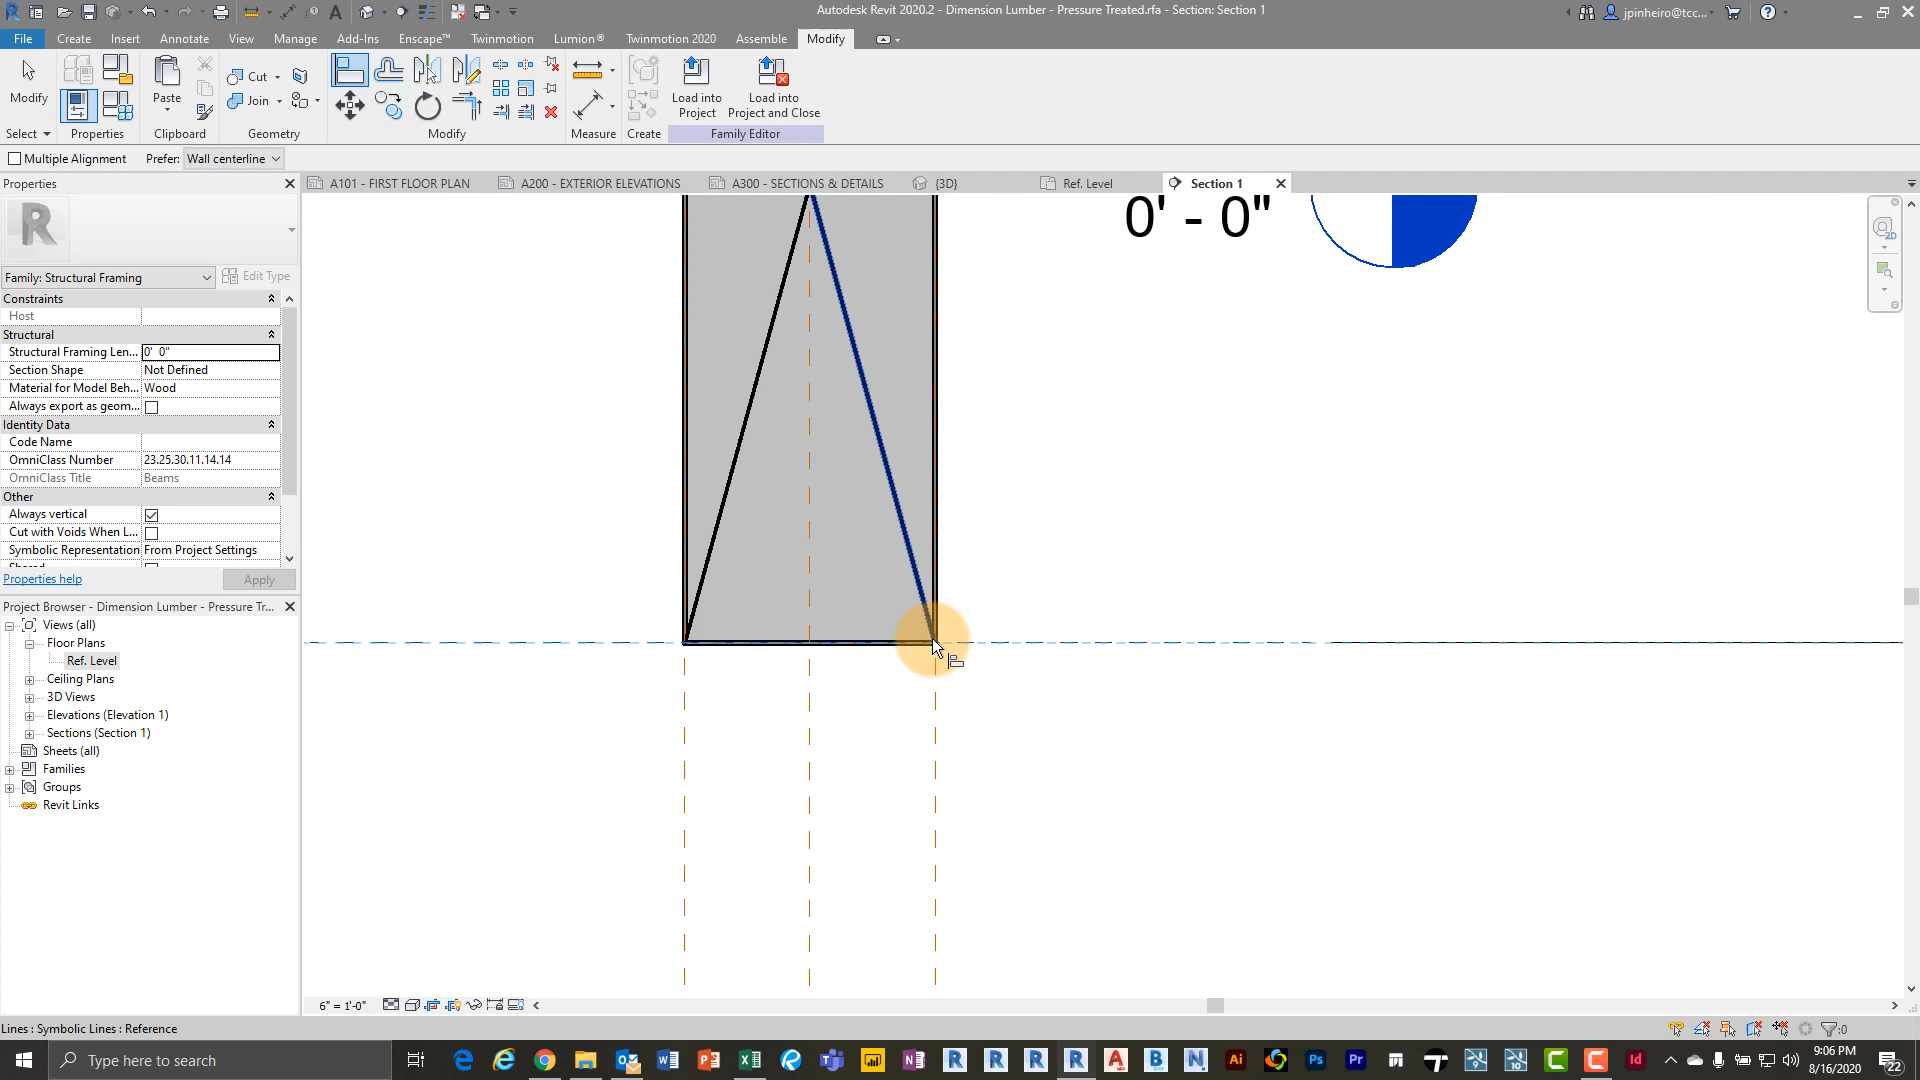 Autodesk Revit 2020.2 - Dimension Lumber - Pressure Treated.rfa - Section: Section 1
jpinheiro@tcc...
File Create Insert Annotate View Manage Add-Ins Enscape™ Twinmotion Lumion® Twinmotion 2020 Assemble Modify
Modify
Paste
Cut
Join
Load into
Project
Load into
Project and Close
Select Properties Clipboard Geometry Modify Measure Create Family Editor
Multiple Alignment Prefer: Wall centerline
Properties
A101 - FIRST FLOOR PLAN
A200 - EXTERIOR ELEVATIONS
A300 - SECTIONS & DETAILS
{3D}
Ref. Level
Section 1
0' - 0"
2D
Family: Structural Framing
Edit Type
Constraints
Host
Structural
Structural Framing Len... 0' 0"
Section Shape Not Defined
Material for Model Beh... Wood
Always export as geom...
Identity Data
Code Name
OmniClass Number 23.25.30.11.14.14
OmniClass Title Beams
Other
Always vertical
Cut with Voids When L...
Symbolic Representation From Project Settings
Properties help
Apply
Project Browser - Dimension Lumber - Pressure Tr...
Views (all)
Floor Plans
Ref. Level
Ceiling Plans
3D Views
Elevations (Elevation 1)
Sections (Section 1)
Sheets (all)
Families
Groups
Revit Links
6" = 1'-0"
Lines : Symbolic Lines : Reference
:0
Type here to search
9:06 PM
8/16/2020
22